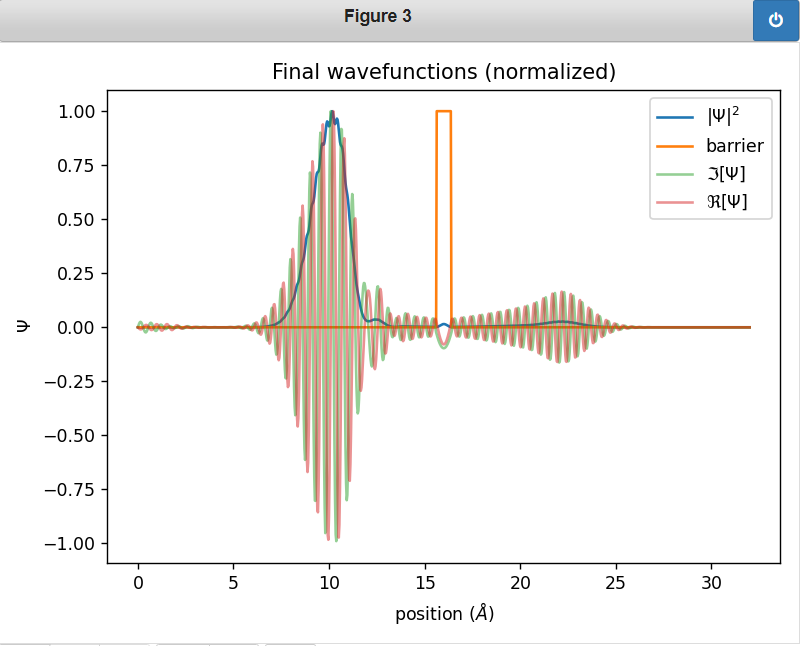 Figure 3
Final wavefunctions (normalized)
|Ψ|²
barrier
ℑ[Ψ]
ℜ[Ψ]
1.00
0.75
0.50
0.25
0.00
−0.25
−0.50
−0.75
−1.00
Ψ
0 5 10 15 20 25 30
position (Å)